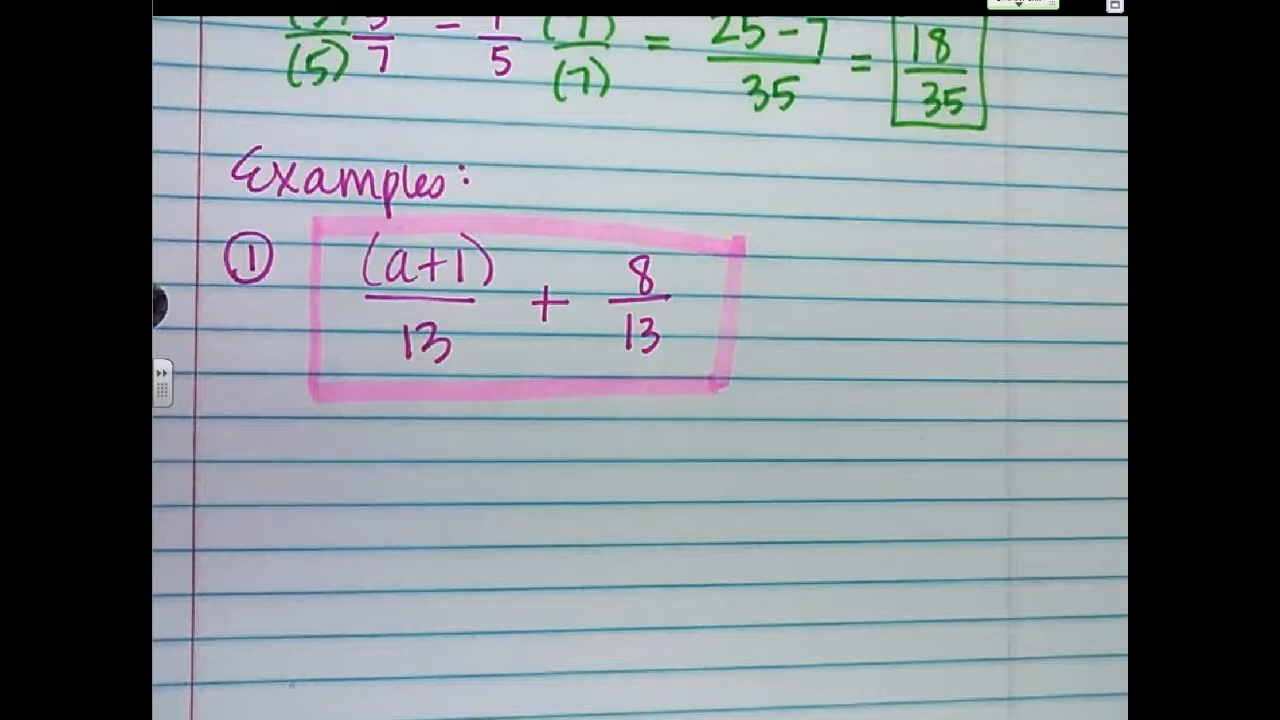 (5) 5/7 - 1/5 (7)/(7) = 25-7/35 = 18/35
Examples:
① (a+1)/13 + 8/13